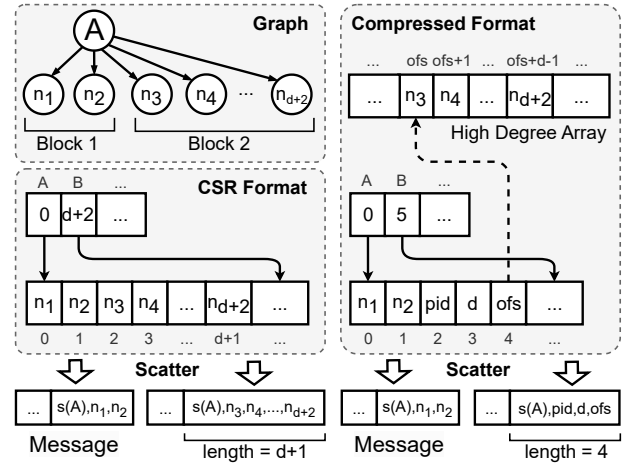 Graph
A
n1 n2 n3 n4 ... nd+2
Block 1 Block 2
CSR Format
A B ...
0 d+2 ...
n1 n2 n3 n4 ... nd+2 ...
0 1 2 3 ... d+1 ...
Scatter
... s(A),n1,n2
... s(A),n3,n4,...,nd+2
Message
length = d+1
Compressed Format
... ofs ofs+1 ... ofs+d-1 ...
... n3 n4 ... nd+2 ...
High Degree Array
A B ...
0 5 ...
n1 n2 pid d ofs ...
0 1 2 3 4 ...
Scatter
... s(A),n1,n2
... s(A),pid,d,ofs
Message
length = 4